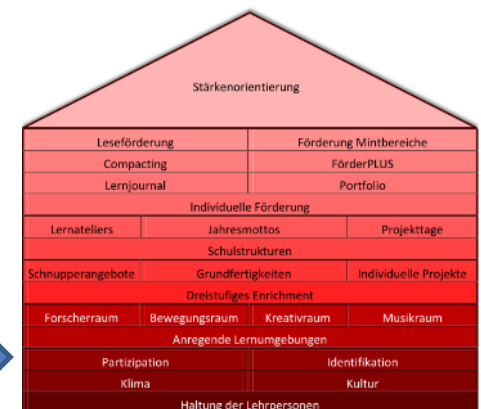 Stärkenorientierung
Leseförderung Förderung Mintbereiche
Compacting FörderPLUS
Lernjournal Portfolio
Individuelle Förderung
Lernateliers Jahresmottos Projekttage
Schulstrukturen
Schnupperangebote Grundfertigkeiten Individuelle Projekte
Dreistufiges Enrichment
Forscherraum Bewegungsraum Kreativraum Musikraum
Anregende Lernumgebungen
Partizipation Identifikation
Klima Kultur
Haltung der Lehrpersonen